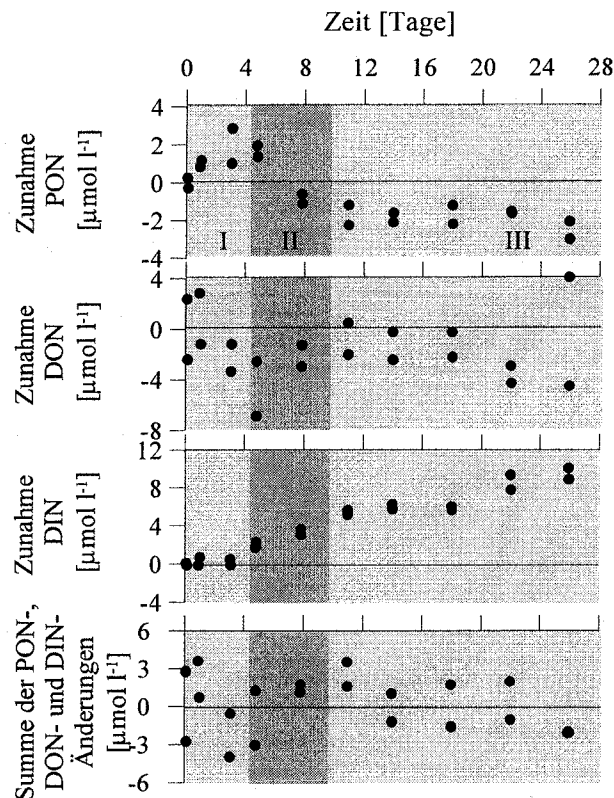 Zeit [Tage]
0 4 8 12 16 20 24 28
Zunahme
PON
[µmol l⁻¹]
4
2
0
-2
-4
I II III
Zunahme
DON
[µmol l⁻¹]
4
0
-4
-8
Zunahme
DIN
[µmol l⁻¹]
12
8
4
0
-4
Summe der PON-,
DON- und DIN-
Änderungen
[µmol l⁻¹]
6
3
0
-3
-6